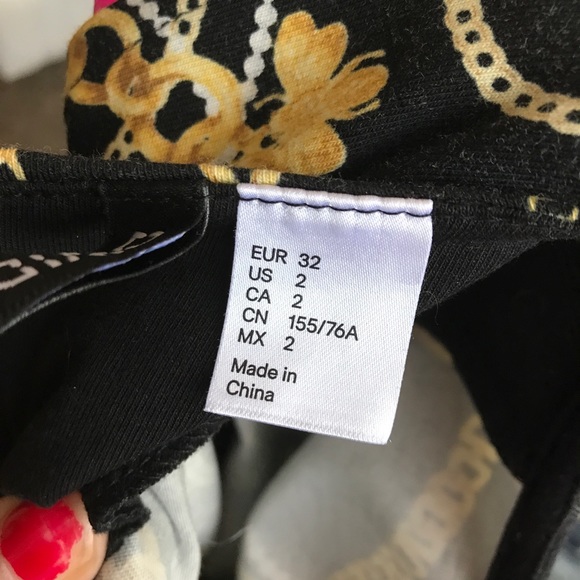 EUR 32
US 2
CA 2
CN 155/76A
MX 2
Made in
China